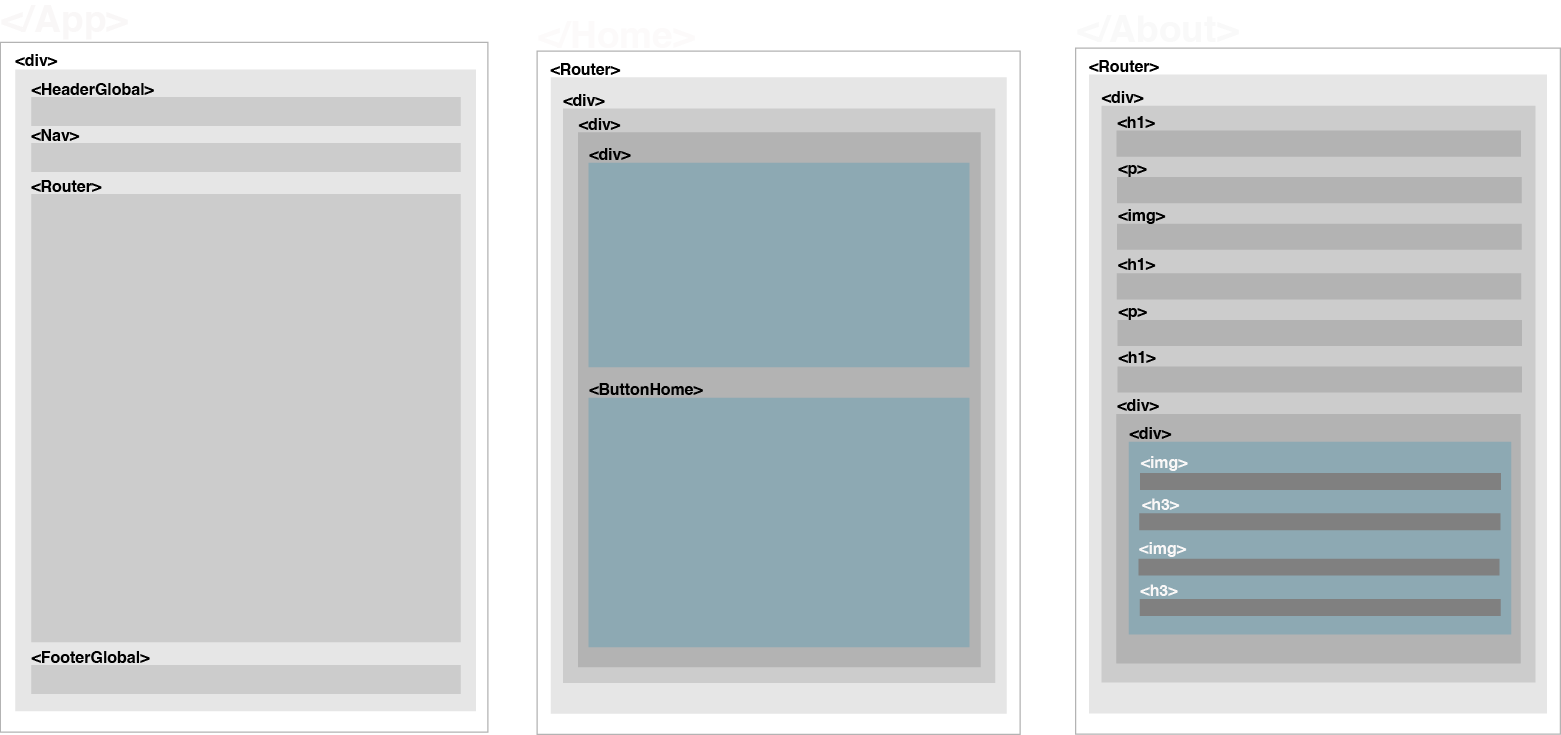 </App>
<div>
<HeaderGlobal>
<Nav>
<Router>
<FooterGlobal>
</Home>
<Router>
<div>
<div>
<div>
<ButtonHome>
</About>
<Router>
<div>
<h1>
<p>
<img>
<h1>
<p>
<h1>
<div>
<div>
<img>
<h3>
<img>
<h3>